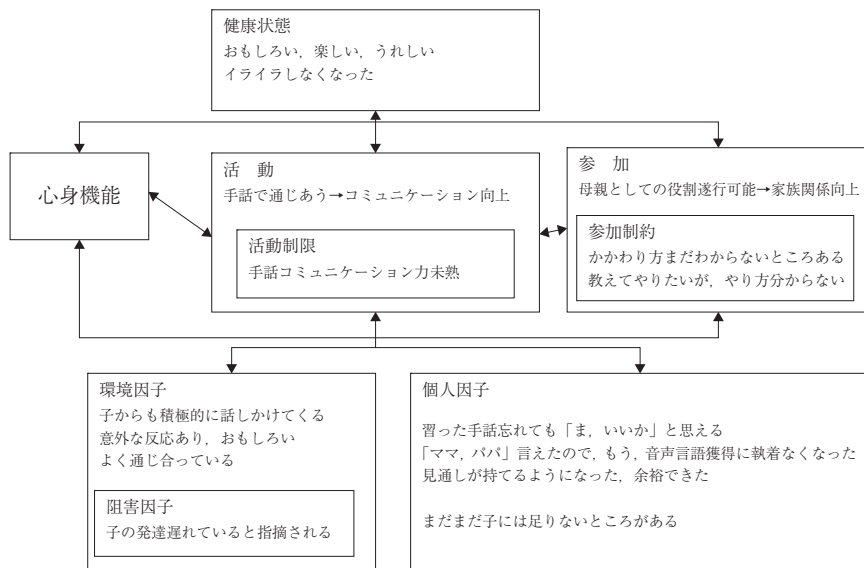 健康状態
おもしろい，楽しい，うれしい
イライラしなくなった
心身機能
活　動
手話で通じあう→コミュニケーション向上
活動制限
手話コミュニケーション力未熟
参　加
母親としての役割遂行可能→家族関係向上
参加制約
かかわり方まだわからないところある
教えてやりたいが，やり方分からない
環境因子
子からも積極的に話しかけてくる
意外な反応あり，おもしろい
よく通じ合っている
阻害因子
子の発達遅れていると指摘される
個人因子
習った手話忘れても「ま，いいか」と思える
「ママ，パパ」言えたので，もう，音声言語獲得に執着なくなった
見通しが持てるようになった，余裕できた
まだまだ子には足りないところがある